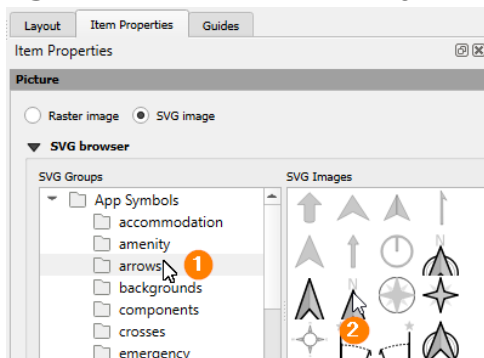 Layout Item Properties Guides
Item Properties
Picture
Raster image SVG image
SVG browser
SVG Groups SVG Images
App Symbols
accommodation
amenity
arrows 1
backgrounds
components
crosses
emergency
N
N
2